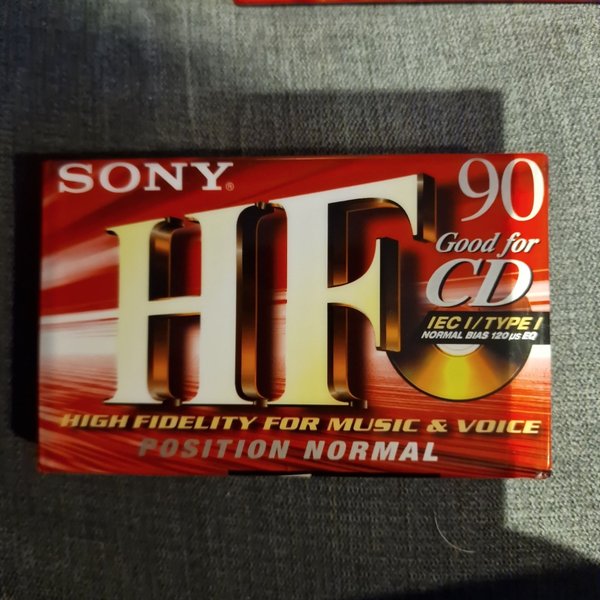 SONY®
90
HF
Good for
CD
IEC I/TYPE I
NORMAL BIAS 120 µs EQ
HIGH FIDELITY FOR MUSIC & VOICE
POSITION NORMAL